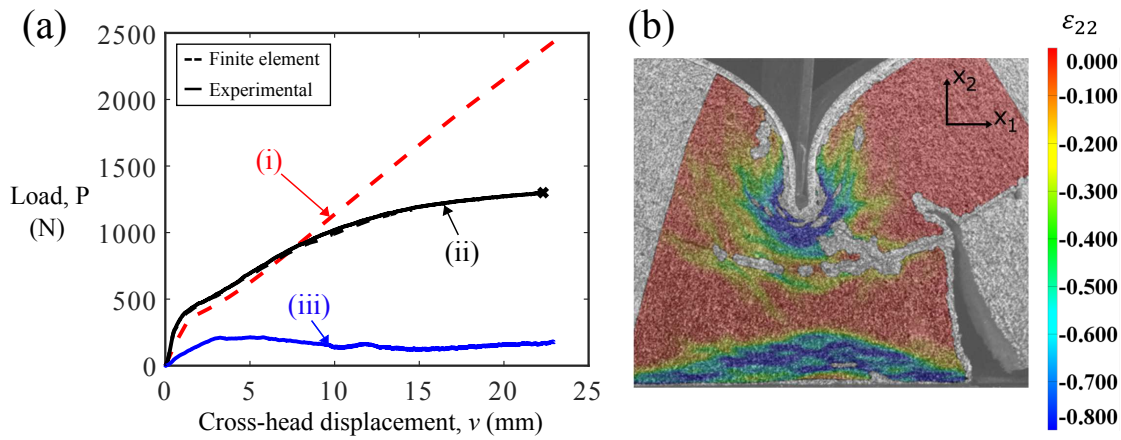 (a)
2500
2000
1500
1000
500
0
Load, P
(N)
Finite element
Experimental
(i)
(ii)
(iii)
0
5
10
15
20
25
Cross-head displacement, v (mm)
(b)
x₂
x₁
ε₂₂
0.000
-0.100
-0.200
-0.300
-0.400
-0.500
-0.600
-0.700
-0.800